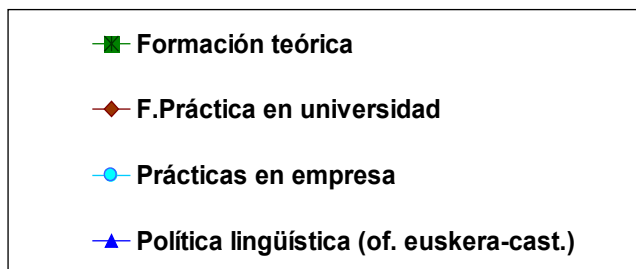 Formación teórica
F.Práctica en universidad
Prácticas en empresa
Política lingüística (of. euskera-cast.)